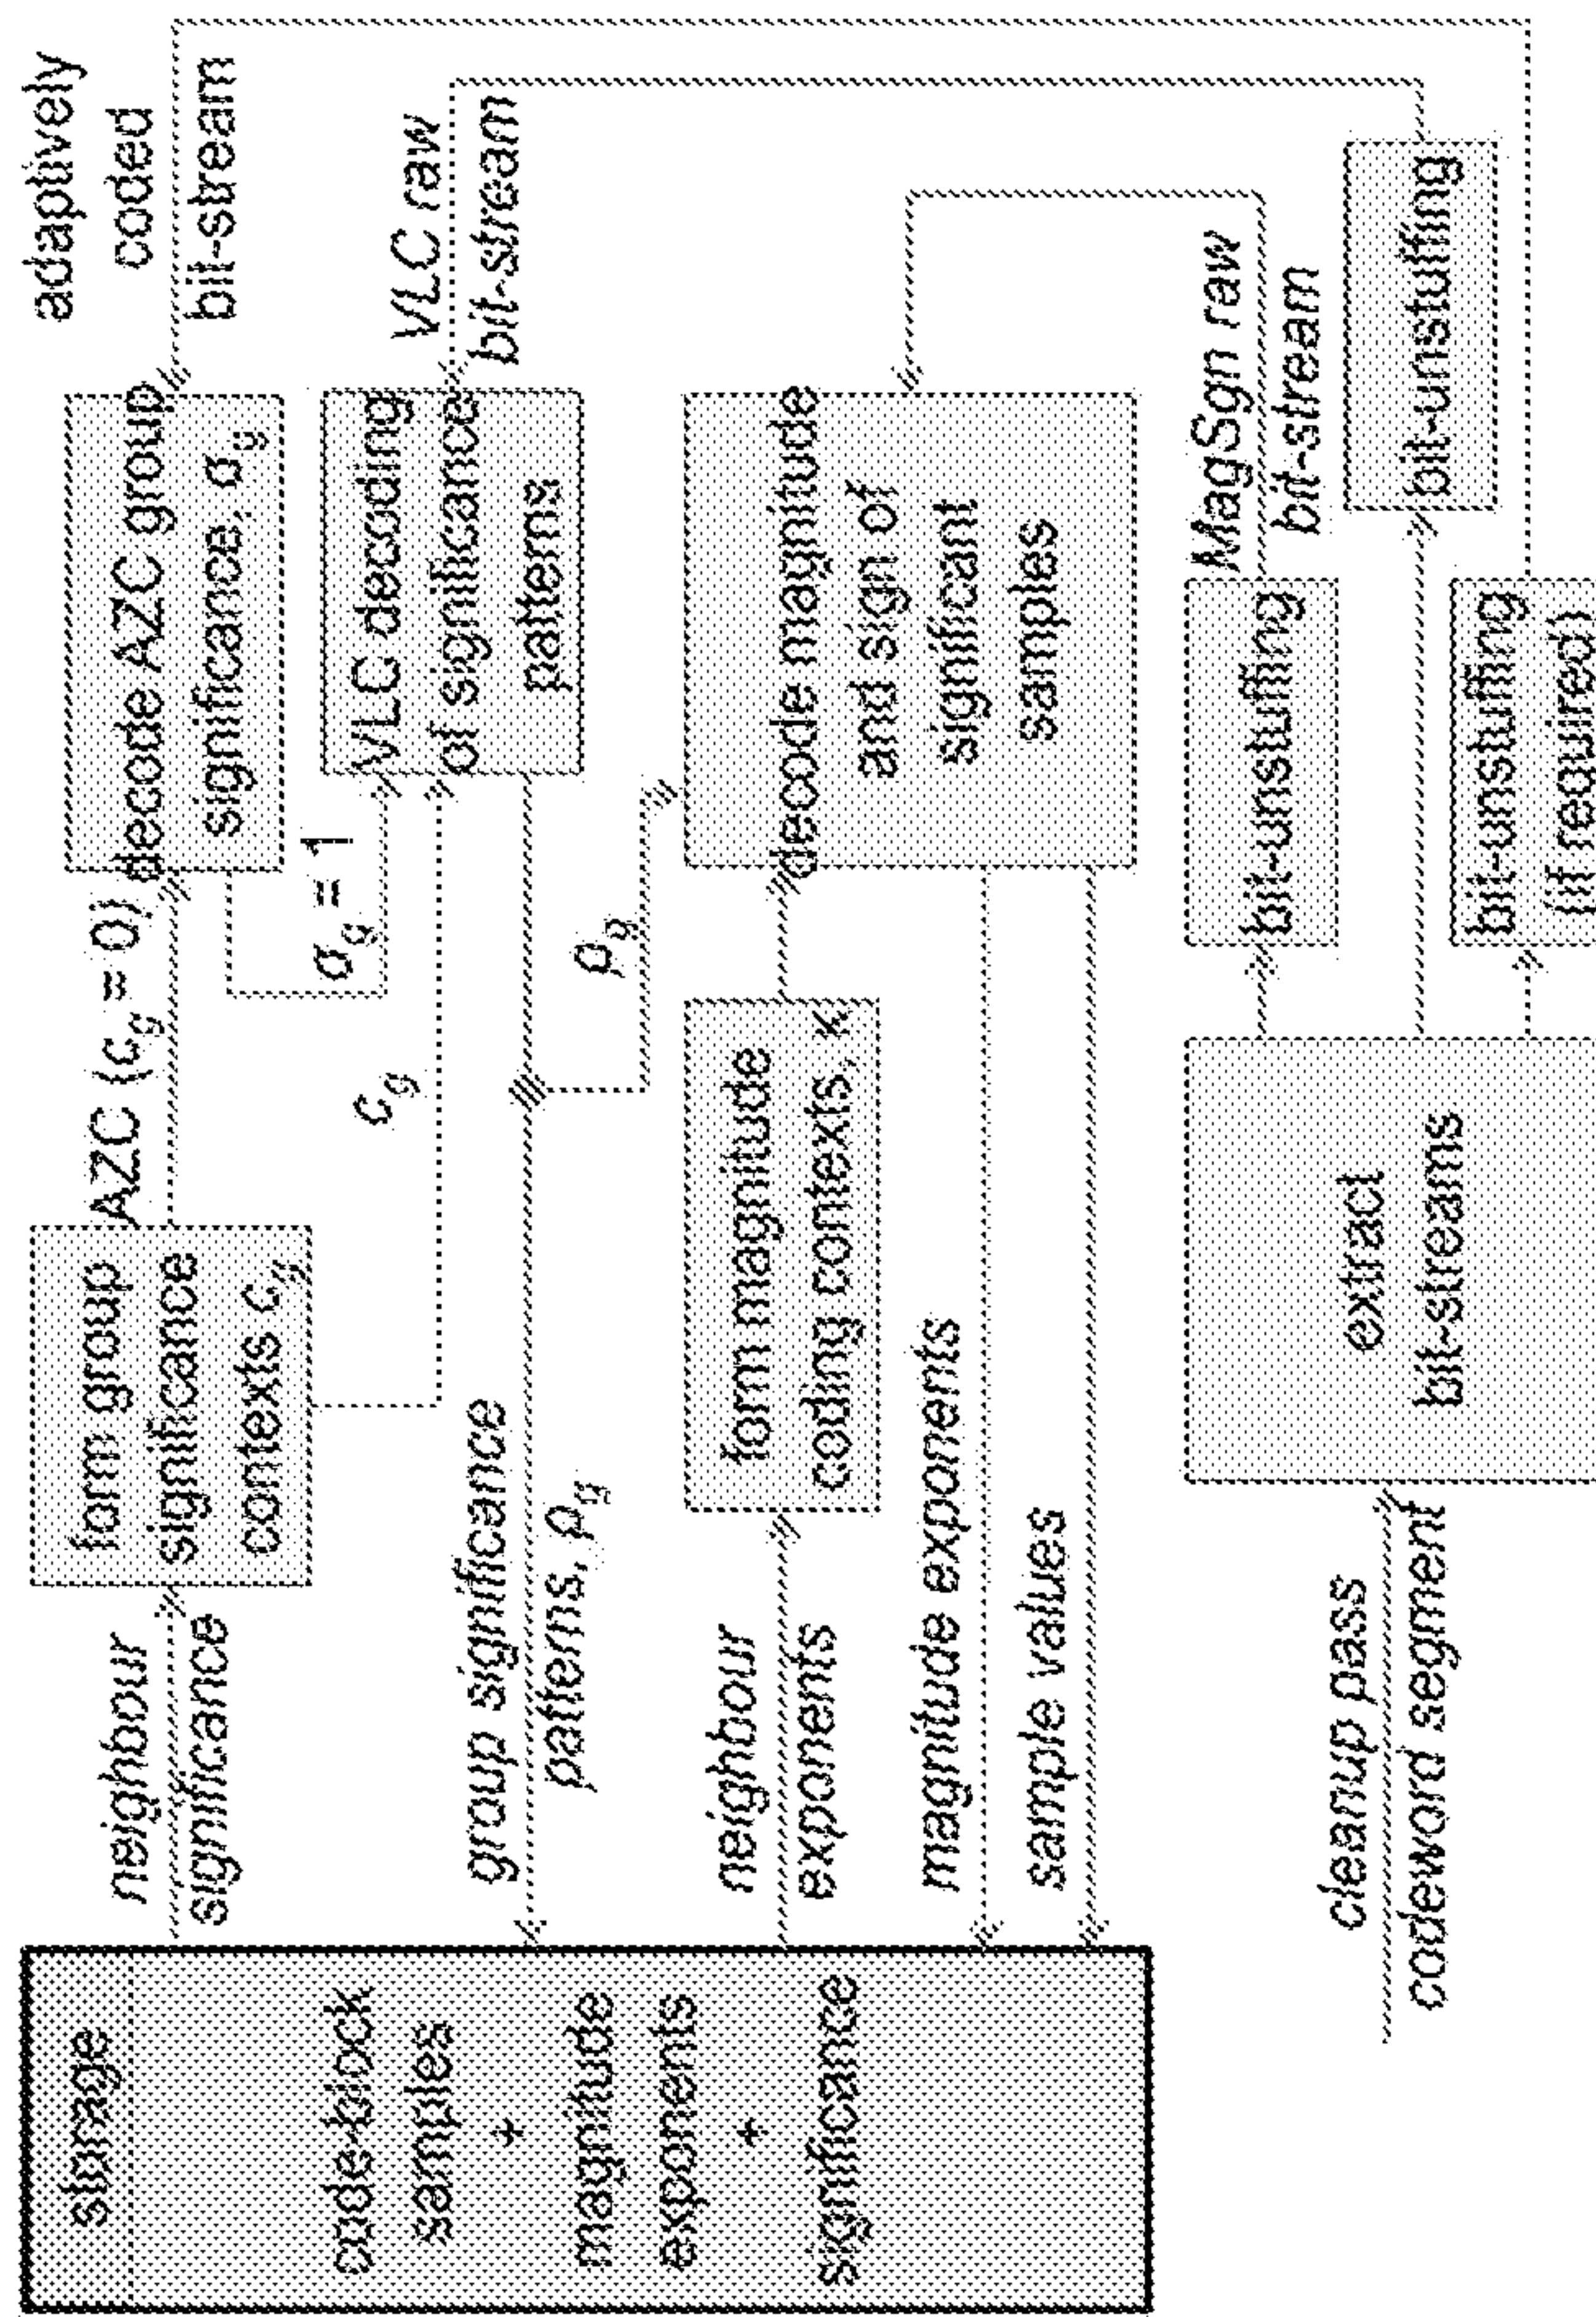 storage
code-block
samples
+
magnitude
exponents
+
significance
neighbour
significance
form group
significance
contexts c_g
AZC (c_g = 0)
decode AZC group
significance, σ_g
adaptively
coded
bit-stream
σ_g = 1
c_g
VLC decoding
of significance
patterns
VLC raw
bit-stream
group significance
patterns, ρ_g
ρ_g
neighbour
exponents
form magnitude
coding contexts, κ
decode magnitude
and sign of
significant
samples
magnitude exponents
sample values
MagSgn raw
bit-stream
cleanup pass
codeword segment
extract
bit-streams
bit-unstuffing
bit-unstuffing
bit-unstuffing
(if required)